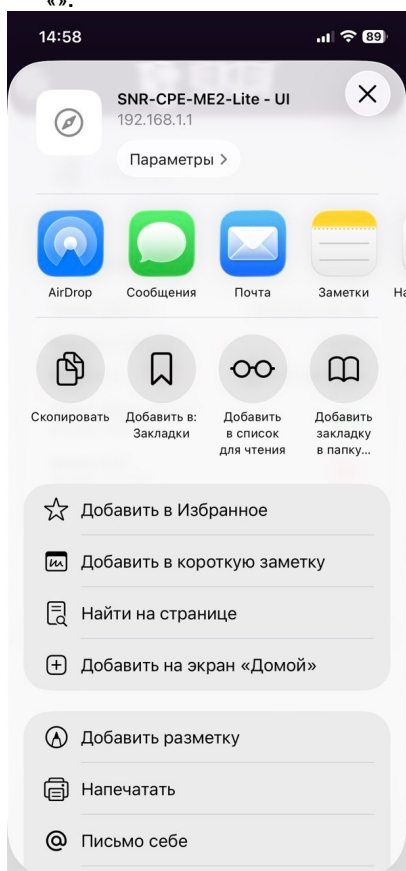 «».
14:58
89
SNR-CPE-ME2-Lite - UI
192.168.1.1
Параметры >
AirDrop
Сообщения
Почта
Заметки
На
Скопировать
Добавить в:
Закладки
Добавить
в список
для чтения
Добавить
закладку
в папку...
Добавить в Избранное
Добавить в короткую заметку
Найти на странице
Добавить на экран «Домой»
Добавить разметку
Напечатать
Письмо себе